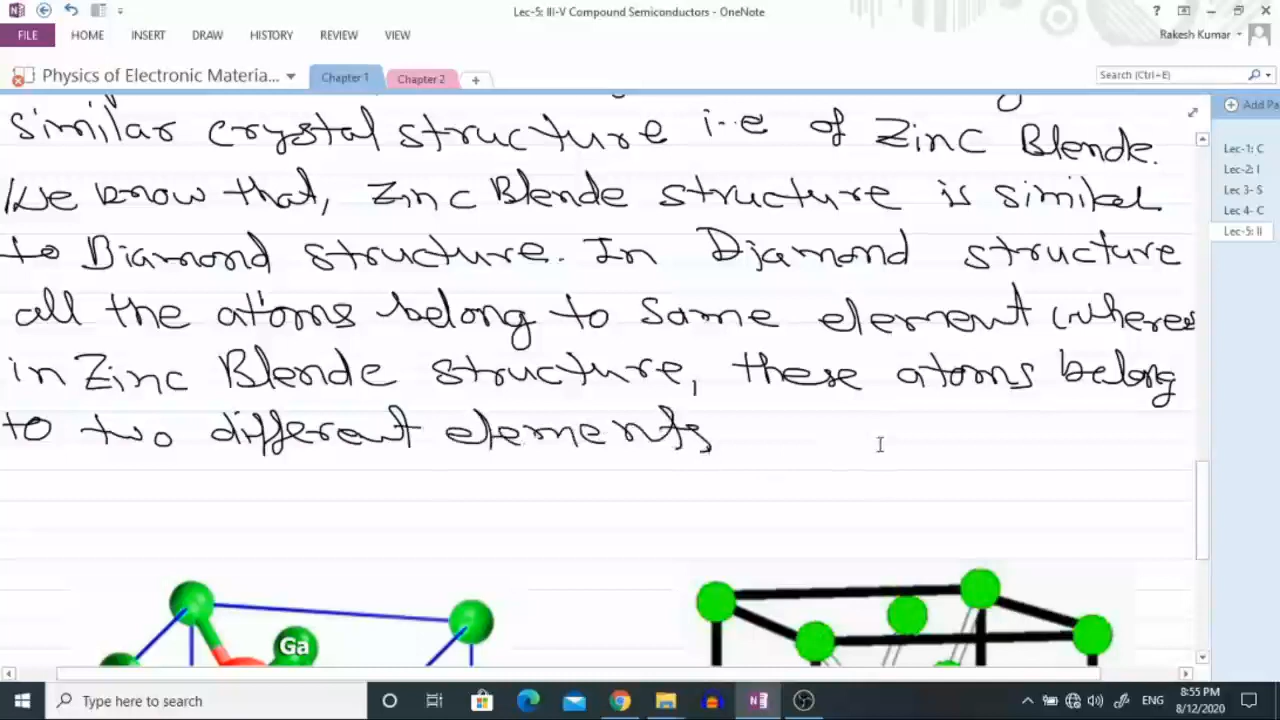 Lec-5: III-V Compound Semiconductors - OneNote
FILE HOME INSERT DRAW HISTORY REVIEW VIEW
Rakesh Kumar
Physics of Electronic Materia... Chapter 1 Chapter 2
Search (Ctrl+E)
Add Pa
Lec-1: C
Lec-2: I
Lec 3- S
Lec 4- C
Lec-5: II
similar crystal structure i.e of Zinc Blende.
We know that, Zinc Blende structure is similar
to Diamond structure. In Diamond structure
all the atoms belong to same element wheres
in Zinc Blende structure, these atoms belong
to two different elements
Ga
Type here to search
ENG
8:55 PM
8/12/2020